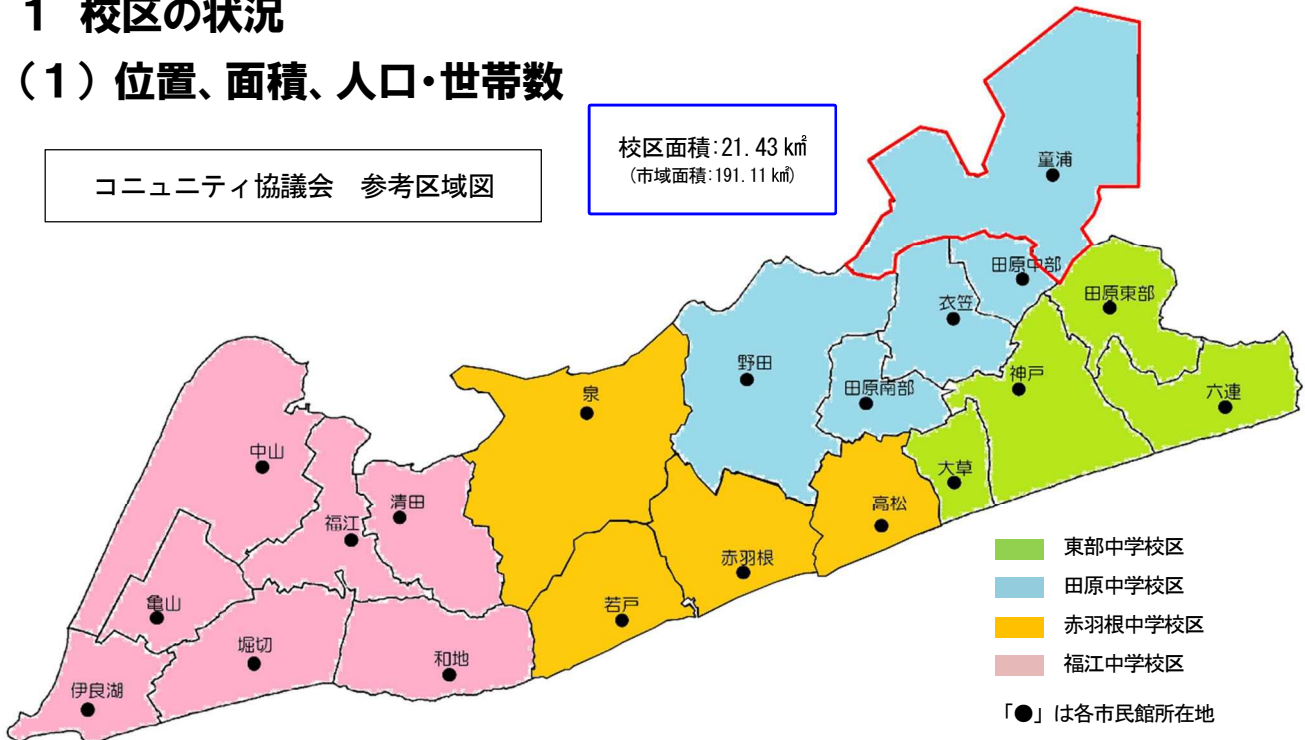 1 校区の状況
(1)位置、面積、人口・世帯数
コニュニティ協議会 参考区域図
校区面積:21.43㎢
(市域面積:191.11㎢)
童浦
田原中部
田原東部
衣笠
野田
神戸
田原南部
六連
泉
大草
中山
高松
清田
福江
赤羽根
亀山
若戸
堀切
和地
伊良湖
東部中学校区
田原中学校区
赤羽根中学校区
福江中学校区
「●」は各市民館所在地